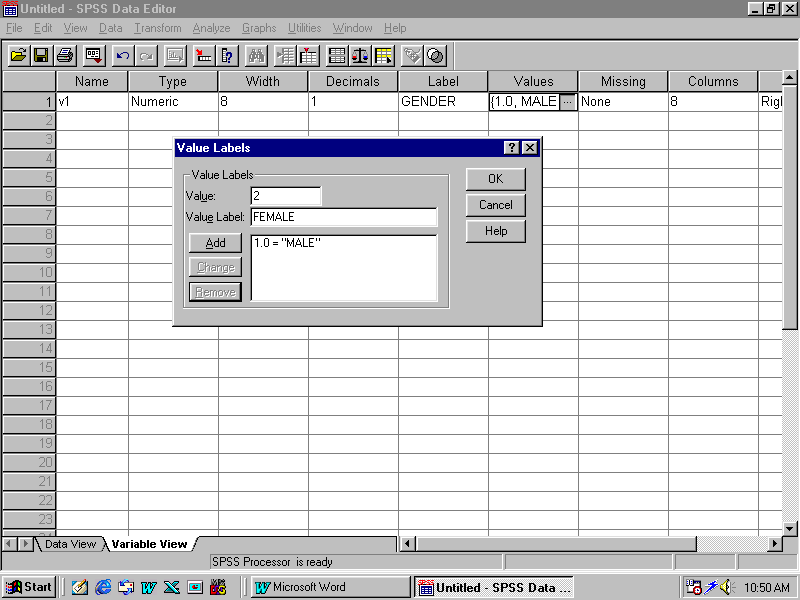 Untitled - SPSS Data Editor
File Edit View Data Transform Analyze Graphs Utilities Window Help
Name Type Width Decimals Label Values Missing Columns
1 v1 Numeric 8 1 GENDER {1.0, MALE ... None 8 Rigl
2
3
Value Labels
4
5
Value Labels OK
6
Value: 2
Cancel
7
Value Label: FEMALE
8
Help
Add 1.0 = "MALE"
9
10
Change
11
Remove
12
13
14
15
16
17
18
19
20
21
22
23
Data View Variable View
SPSS Processor is ready
Start Microsoft Word Untitled - SPSS Data ... 10:50 AM